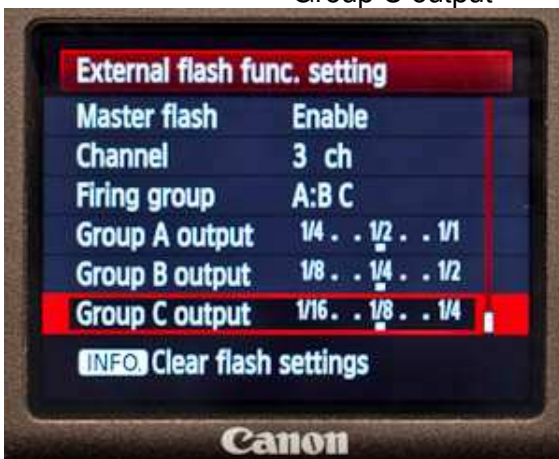 Group C output
External flash func. setting
Master flash Enable
Channel 3 ch
Firing group A:B C
Group A output 1/4 . . 1/2 . . 1/1
Group B output 1/8 . . 1/4 . . 1/2
Group C output 1/16 . . 1/8 . . 1/4
INFO. Clear flash settings
Canon